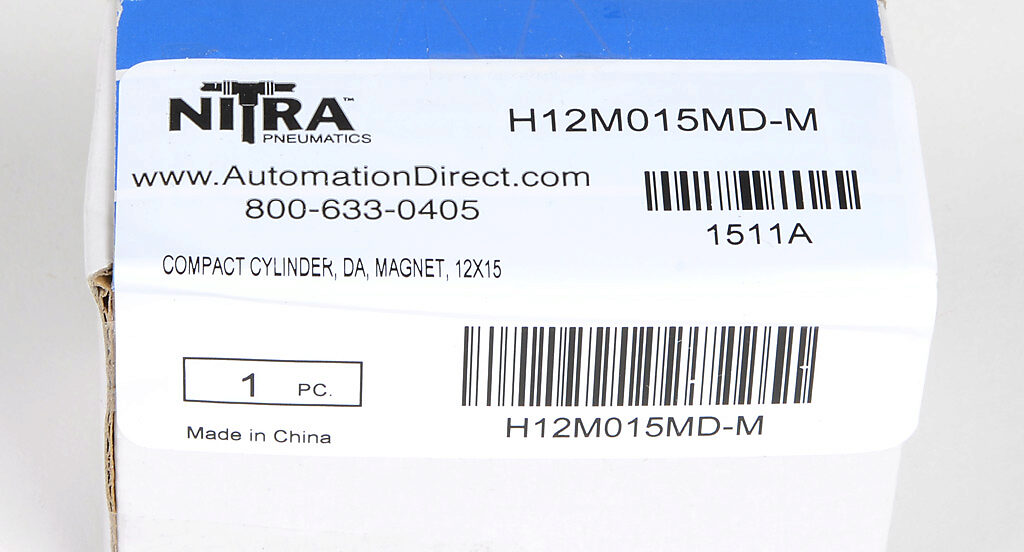 NITRA™
PNEUMATICS
H12M015MD-M
www.AutomationDirect.com
800-633-0405
1511A
COMPACT CYLINDER, DA, MAGNET, 12X15
1 PC.
H12M015MD-M
Made in China